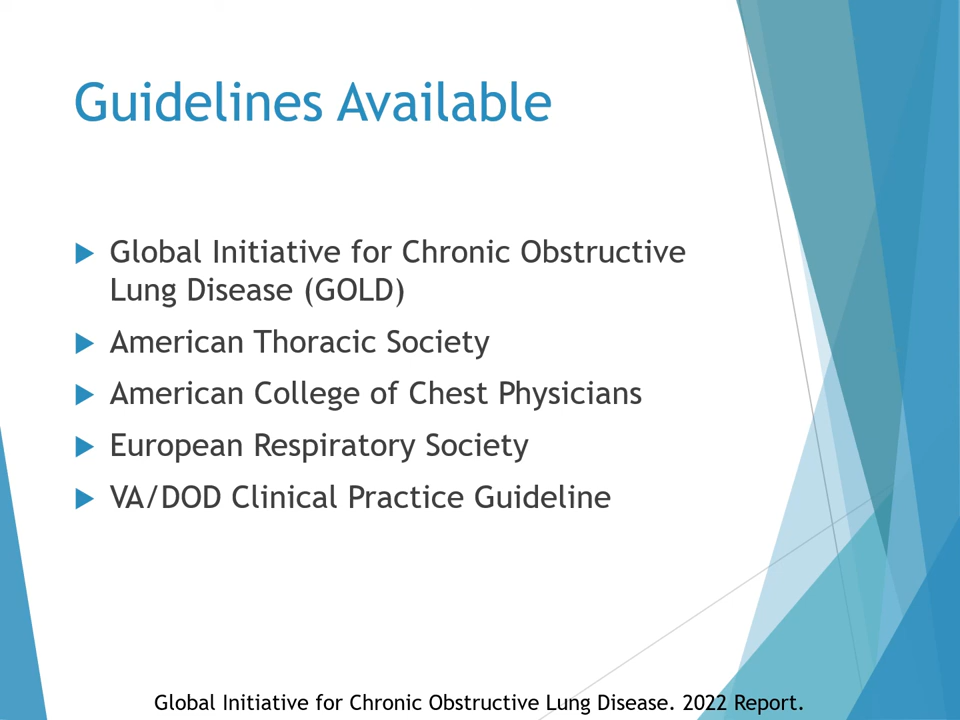 Guidelines Available
Global Initiative for Chronic Obstructive
Lung Disease (GOLD)
American Thoracic Society
American College of Chest Physicians
European Respiratory Society
VA/DOD Clinical Practice Guideline
Global Initiative for Chronic Obstructive Lung Disease. 2022 Report.